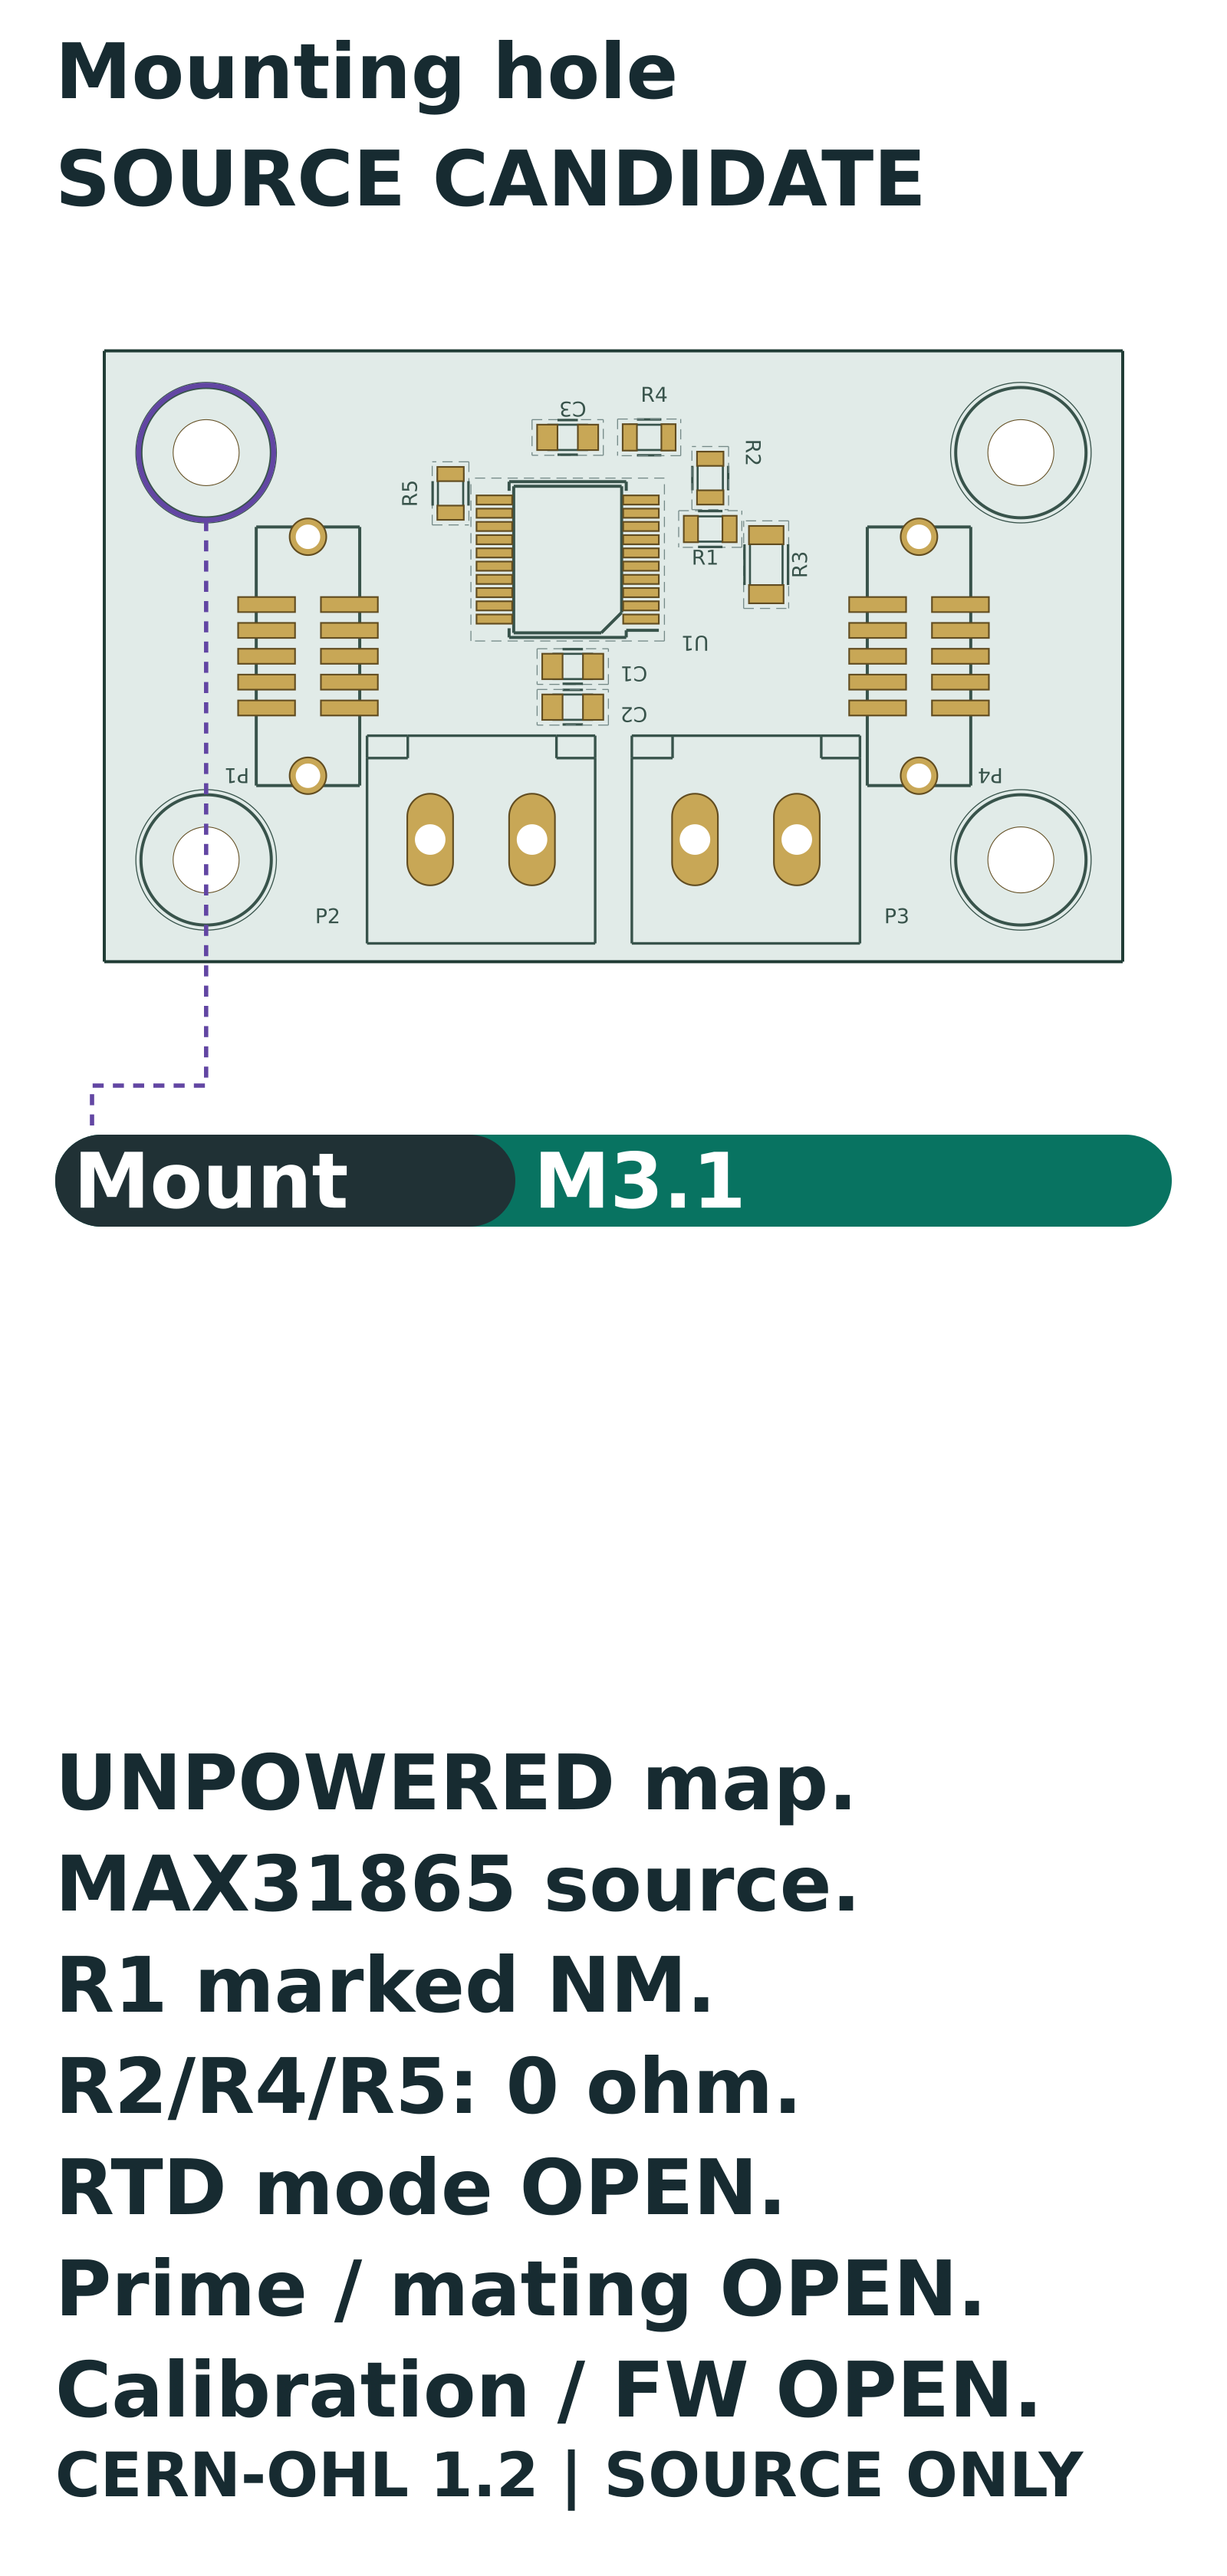 Mounting hole
SOURCE CANDIDATE
C3
R4
R2
R5
R1
R3
U1
C1
C2
P1
P4
P2
P3
Mount M3.1
UNPOWERED map.
MAX31865 source.
R1 marked NM.
R2/R4/R5: 0 ohm.
RTD mode OPEN.
Prime / mating OPEN.
Calibration / FW OPEN.
CERN-OHL 1.2 | SOURCE ONLY